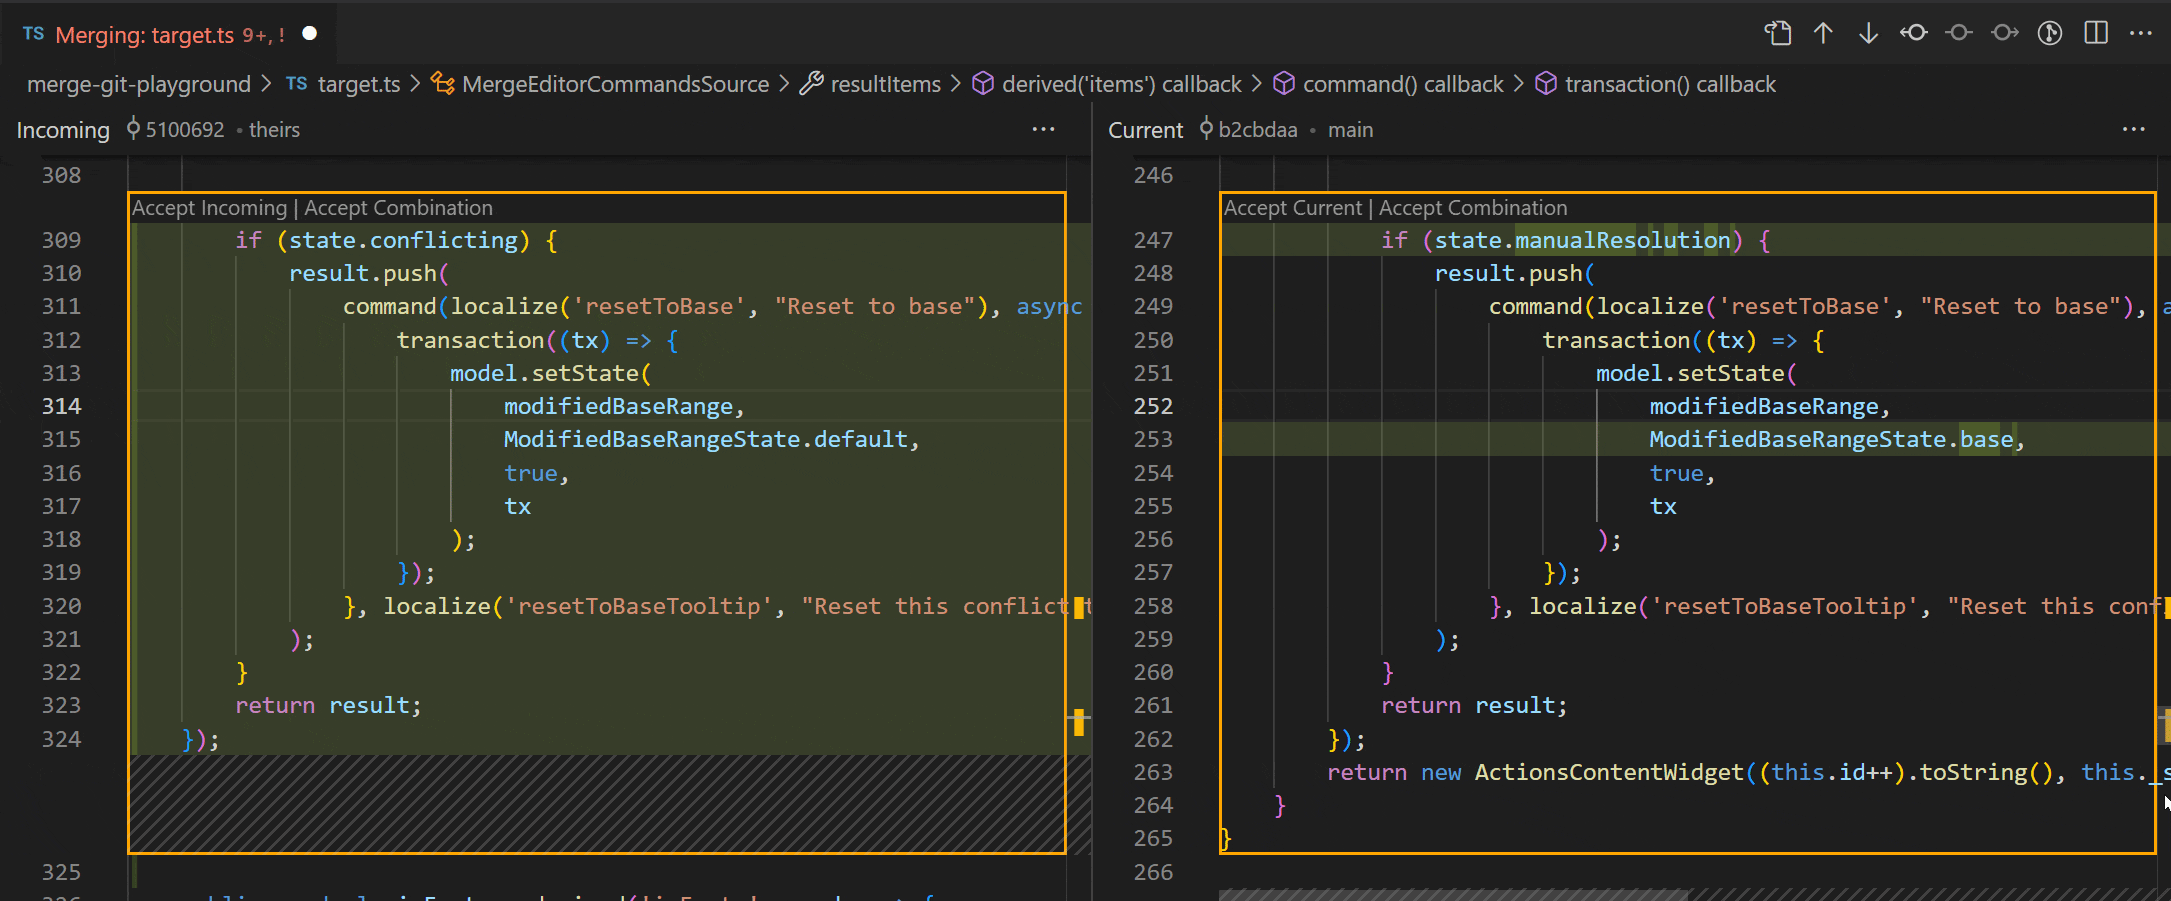 TS Merging: target.ts 9+, !
merge-git-playground > TS target.ts > MergeEditorCommandsSource > resultItems > derived('items') callback > command() callback > transaction() callback
Incoming 5100692 • theirs ···
308
Accept Incoming | Accept Combination
309 if (state.conflicting) {
310 result.push(
311 command(localize('resetToBase', "Reset to base"), async
312 transaction((tx) => {
313 model.setState(
314 modifiedBaseRange,
315 ModifiedBaseRangeState.default,
316 true,
317 tx
318 );
319 });
320 }, localize('resetToBaseTooltip', "Reset this conflict
321 );
322 }
323 return result;
324 });
325
Current b2cbdaa • main ···
246
Accept Current | Accept Combination
247 if (state.manualResolution) {
248 result.push(
249 command(localize('resetToBase', "Reset to base"), a
250 transaction((tx) => {
251 model.setState(
252 modifiedBaseRange,
253 ModifiedBaseRangeState.base,
254 true,
255 tx
256 );
257 });
258 }, localize('resetToBaseTooltip', "Reset this conf
259 );
260 }
261 return result;
262 });
263 return new ActionsContentWidget((this.id++).toString(), this._s
264 }
265 }
266